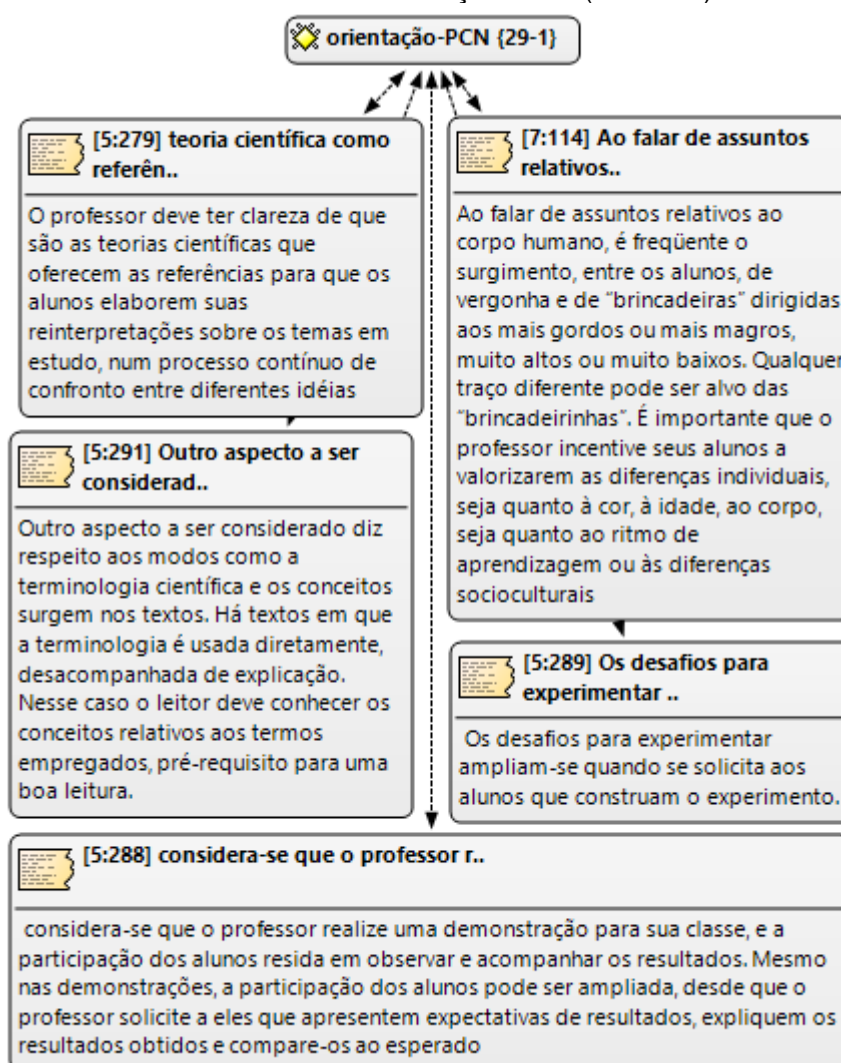 orientação-PCN {29-1}
[5:279] teoria científica como
referên..
O professor deve ter clareza de que
são as teorias científicas que
oferecem as referências para que os
alunos elaborem suas
reinterpretações sobre os temas em
estudo, num processo contínuo de
confronto entre diferentes idéias
[7:114] Ao falar de assuntos
relativos..
Ao falar de assuntos relativos ao
corpo humano, é freqüente o
surgimento, entre os alunos, de
vergonha e de “brincadeiras” dirigidas
aos mais gordos ou mais magros,
muito altos ou muito baixos. Qualquer
traço diferente pode ser alvo das
“brincadeirinhas”. É importante que o
professor incentive seus alunos a
valorizarem as diferenças individuais,
seja quanto à cor, à idade, ao corpo,
seja quanto ao ritmo de
aprendizagem ou às diferenças
socioculturais
[5:291] Outro aspecto a ser
considerad..
Outro aspecto a ser considerado diz
respeito aos modos como a
terminologia científica e os conceitos
surgem nos textos. Há textos em que
a terminologia é usada diretamente,
desacompanhada de explicação.
Nesse caso o leitor deve conhecer os
conceitos relativos aos termos
empregados, pré-requisito para uma
boa leitura.
[5:289] Os desafios para
experimentar ..
Os desafios para experimentar
ampliam-se quando se solicita aos
alunos que construam o experimento.
[5:288] considera-se que o professor r..
considera-se que o professor realize uma demonstração para sua classe, e a
participação dos alunos resida em observar e acompanhar os resultados. Mesmo
nas demonstrações, a participação dos alunos pode ser ampliada, desde que o
professor solicite a eles que apresentem expectativas de resultados, expliquem os
resultados obtidos e compare-os ao esperado